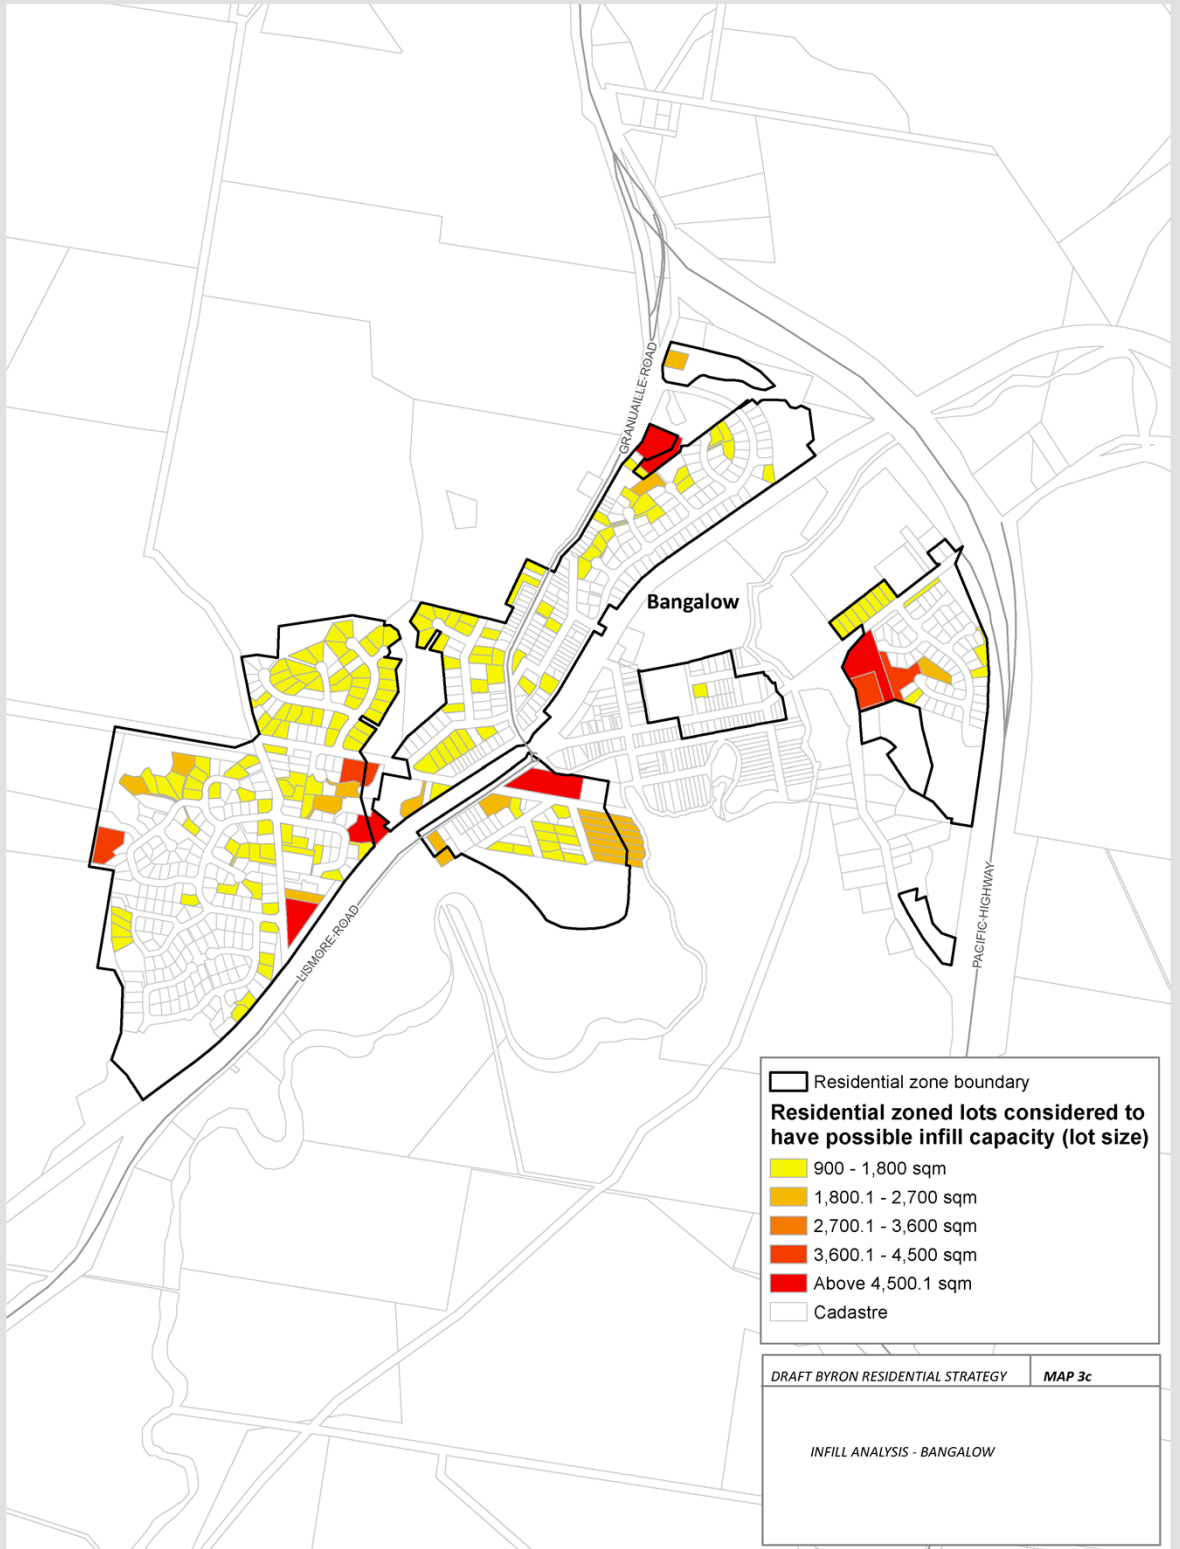 GRANUAILLE ROAD
Bangalow
LISMORE ROAD
PACIFIC HIGHWAY
Residential zone boundary
Residential zoned lots considered to
have possible infill capacity (lot size)
900 - 1,800 sqm
1,800.1 - 2,700 sqm
2,700.1 - 3,600 sqm
3,600.1 - 4,500 sqm
Above 4,500.1 sqm
Cadastre
DRAFT BYRON RESIDENTIAL STRATEGY
MAP 3c
INFILL ANALYSIS - BANGALOW